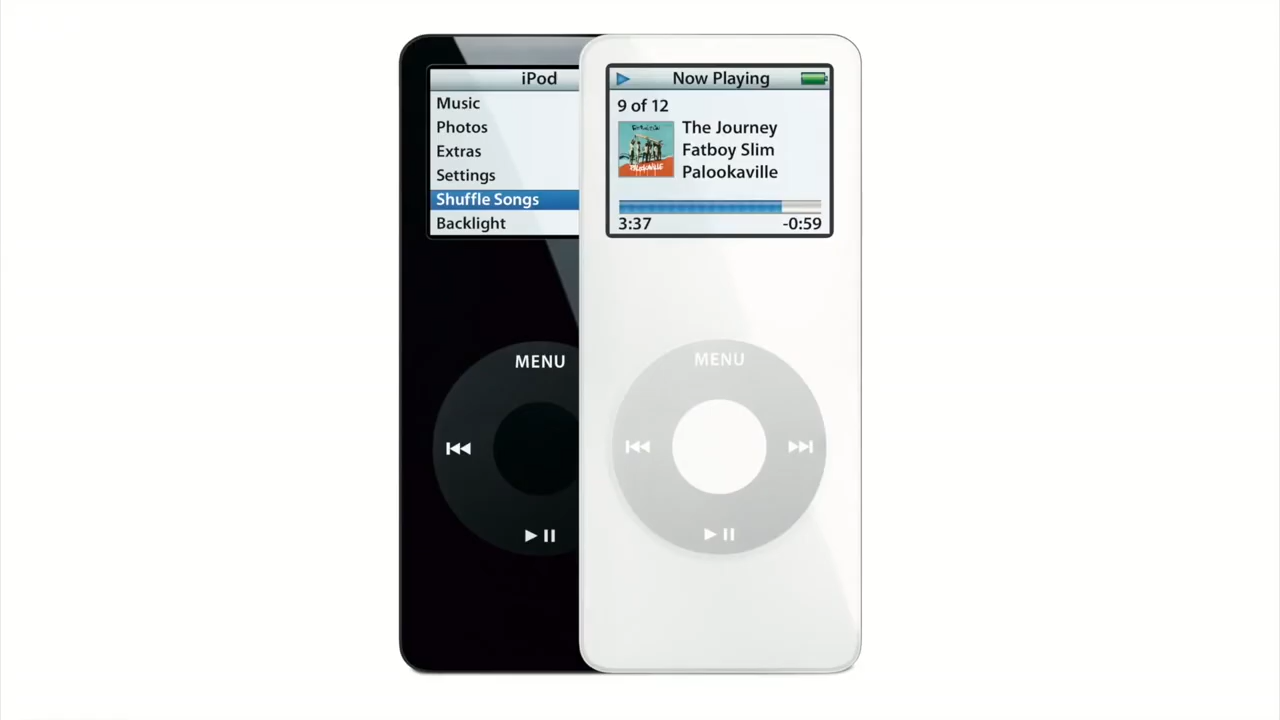 iPod
Music
Photos
Extras
Settings
Shuffle Songs
Backlight
MENU
Now Playing
9 of 12
The Journey
Fatboy Slim
Palookaville
PALOOKAVILLE
3:37
-0:59
MENU